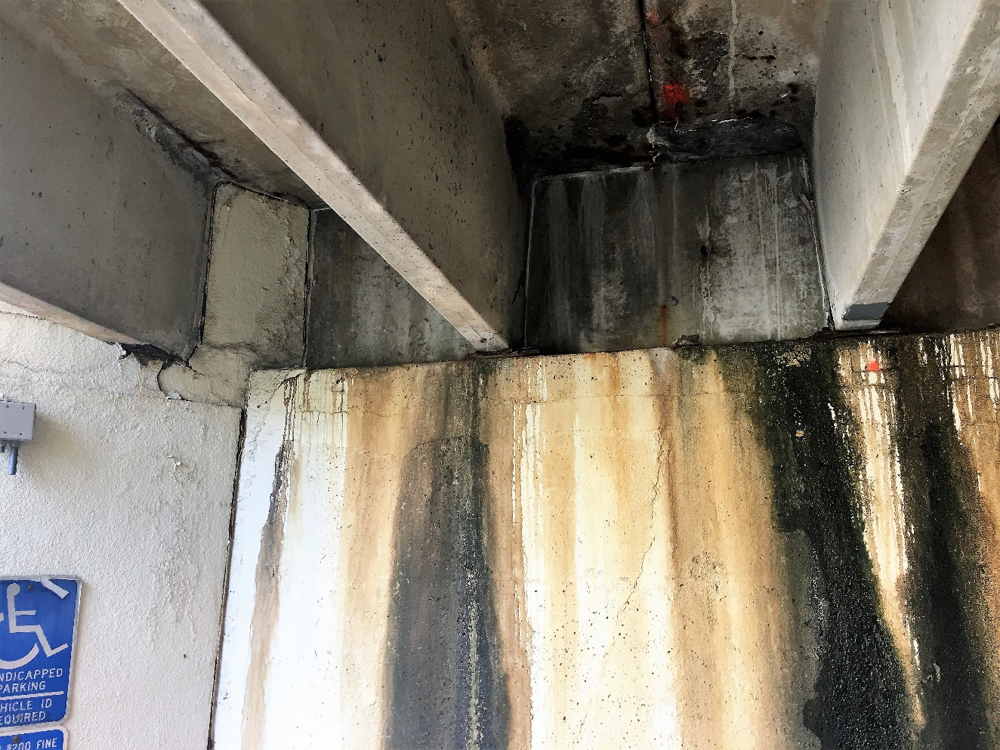 NDICAPPED
PARKING
HICLE ID
EQUIRED
$200 FINE